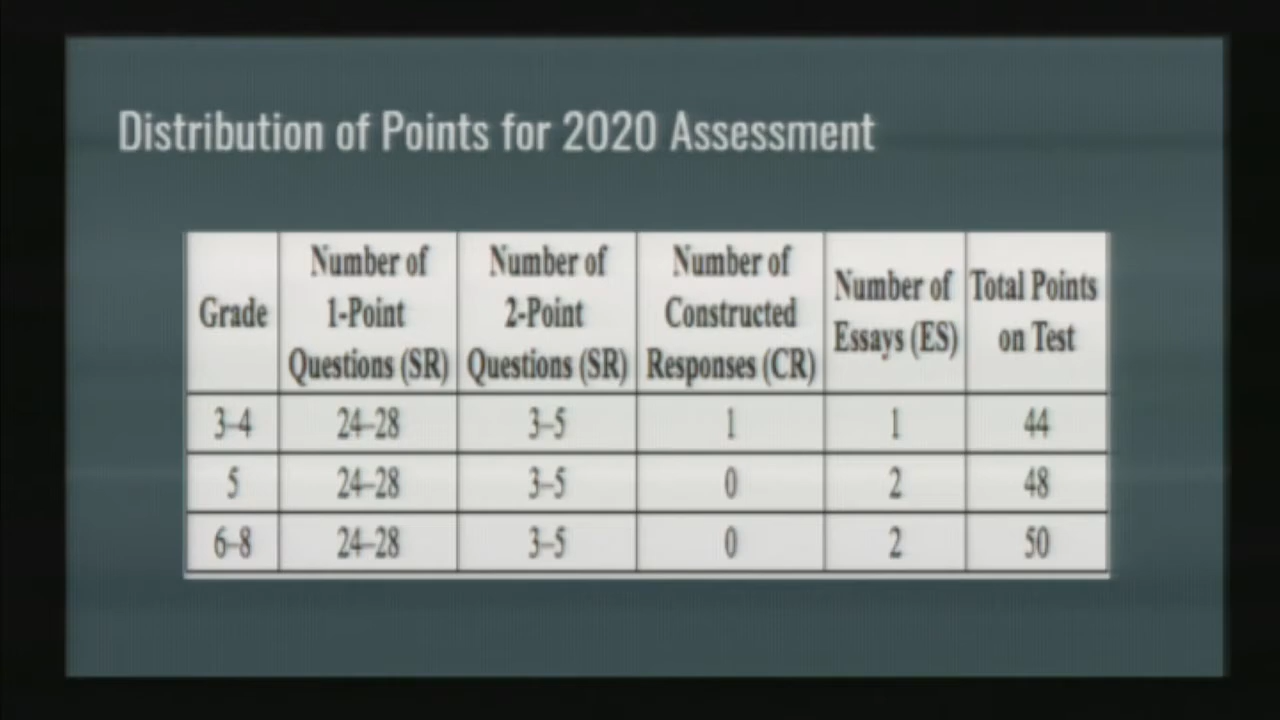 Distribution of Points for 2020 Assessment
Grade Number of 1-Point Questions (SR) Number of 2-Point Questions (SR) Number of Constructed Responses (CR) Number of Essays (ES) Total Points on Test
3–4 24–28 3–5 1 1 44
5 24–28 3–5 0 2 48
6–8 24–28 3–5 0 2 50